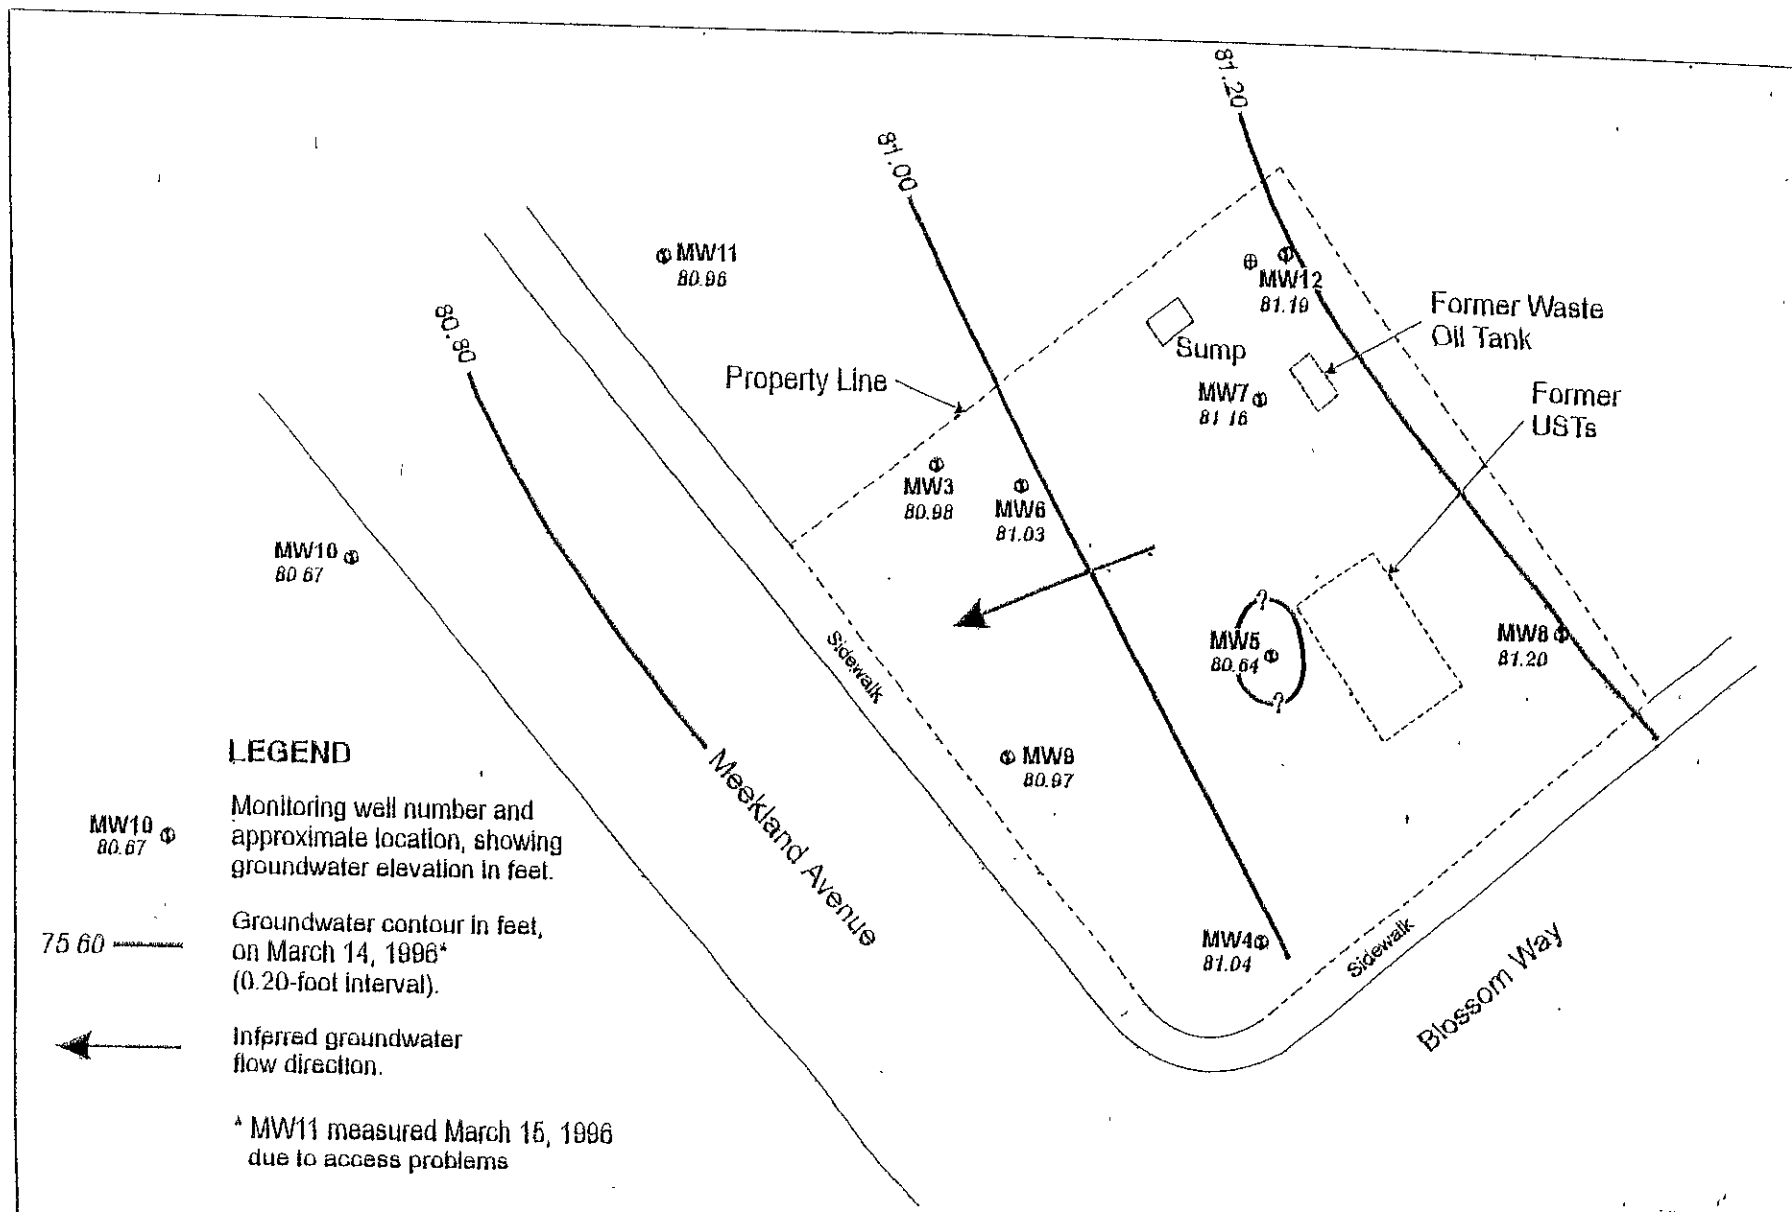 81.20
81.00
80.80
MW11
80.96
MW12
81.19
Former Waste
Oil Tank
Sump
Property Line
MW7
81 16
Former
USTs
MW3
80.98
MW6
81.03
MW10
80 67
Sidewalk
?
MW5
80.64
?
MW8
81.20
MW9
80.97
Meekland Avenue
MW4
81.04
Sidewalk
Blossom Way
LEGEND
MW10
80.67
Monitoring well number and
approximate location, showing
groundwater elevation in feet.
75 60
Groundwater contour in feet,
on March 14, 1996*
(0.20-foot interval).
Inferred groundwater
flow direction.
* MW11 measured March 15, 1996
due to access problems